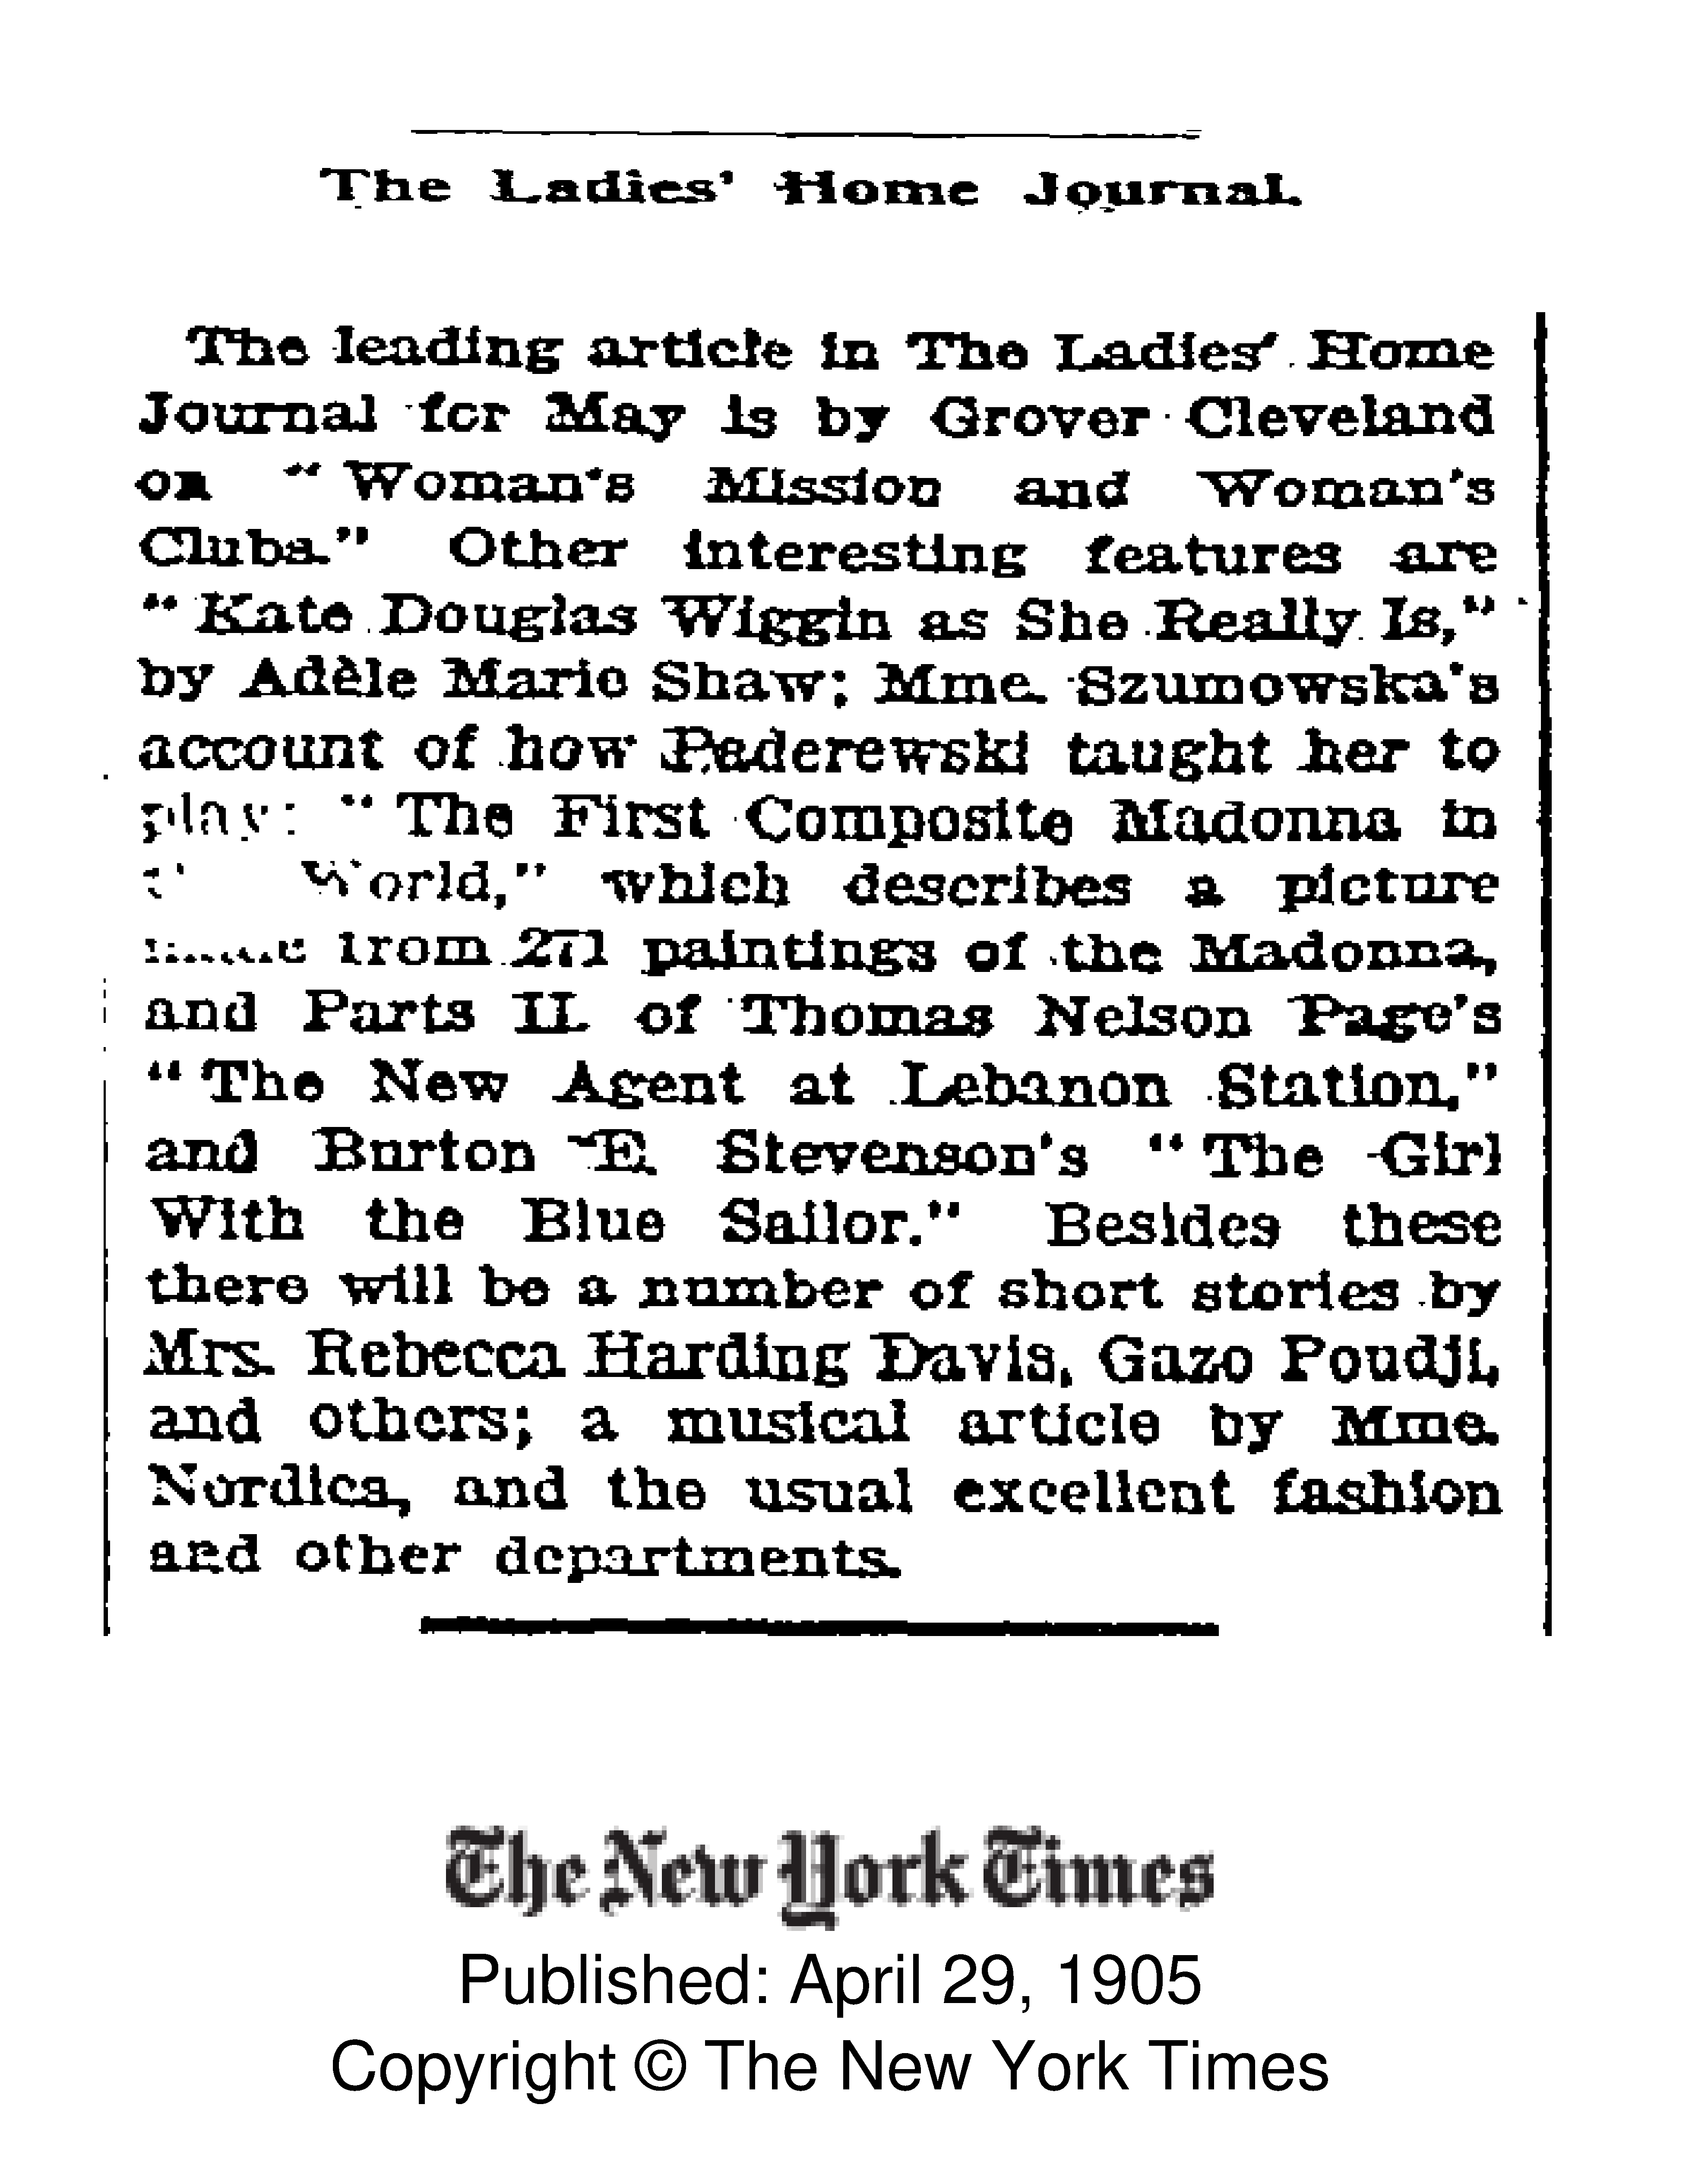 The Ladies' Home Journal.
The leading article in The Ladies' Home
Journal for May is by Grover Cleveland
on "Woman's Mission and Woman's
Clubs." Other interesting features are
"Kate Douglas Wiggin as She Really Is,"
by Adèle Marie Shaw; Mme. Szumowska's
account of how Paderewski taught her to
play; "The First Composite Madonna in
World," which describes a picture
from 271 paintings of the Madonna,
and Parts II. of Thomas Nelson Page's
"The New Agent at Lebanon Station,"
and Burton E. Stevenson's "The Girl
With the Blue Sailor." Besides these
there will be a number of short stories by
Mrs. Rebecca Harding Davis, Gazo Foudji,
and others; a musical article by Mme.
Nordica, and the usual excellent fashion
and other departments.
The New York Times
Published: April 29, 1905
Copyright © The New York Times